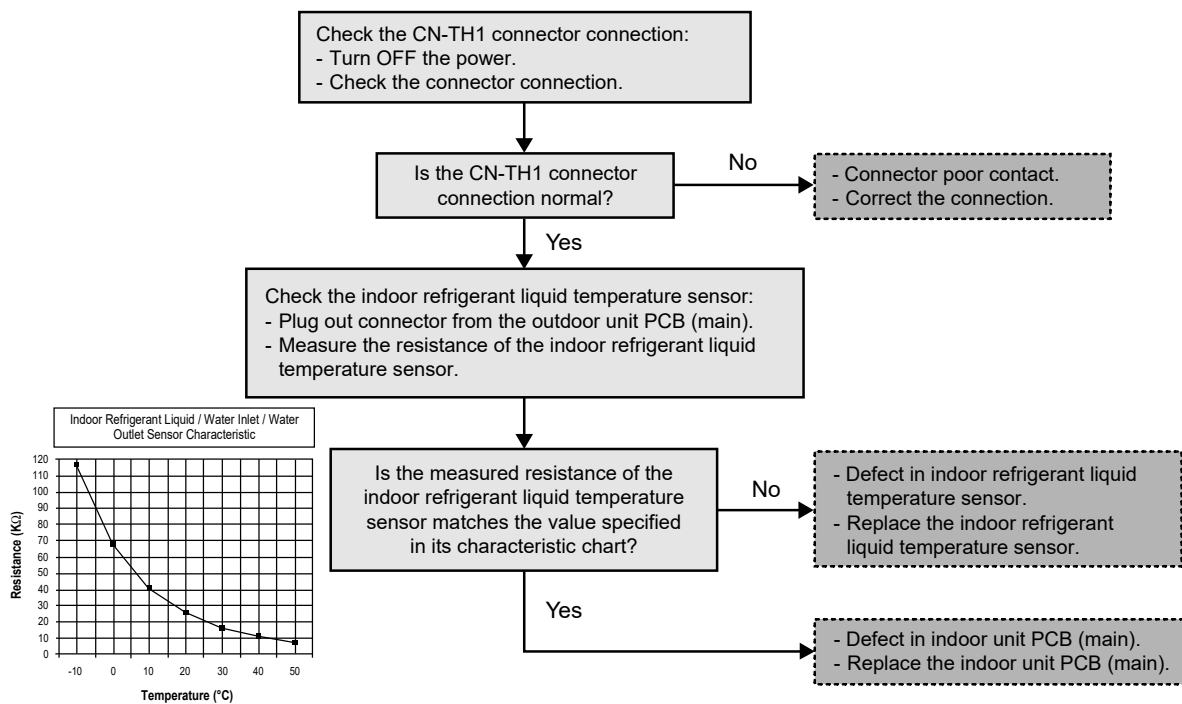 Check the CN-TH1 connector connection:
- Turn OFF the power.
- Check the connector connection.
Is the CN-TH1 connector
connection normal?
No
- Connector poor contact.
- Correct the connection.
Yes
Check the indoor refrigerant liquid temperature sensor:
- Plug out connector from the outdoor unit PCB (main).
- Measure the resistance of the indoor refrigerant liquid
temperature sensor.
Indoor Refrigerant Liquid / Water Inlet / Water
Outlet Sensor Characteristic
Resistance (KΩ)
120
110
100
90
80
70
60
50
40
30
20
10
0
-10 0 10 20 30 40 50
Temperature (°C)
Is the measured resistance of the
indoor refrigerant liquid temperature
sensor matches the value specified
in its characteristic chart?
No
- Defect in indoor refrigerant liquid
temperature sensor.
- Replace the indoor refrigerant
liquid temperature sensor.
Yes
- Defect in indoor unit PCB (main).
- Replace the indoor unit PCB (main).